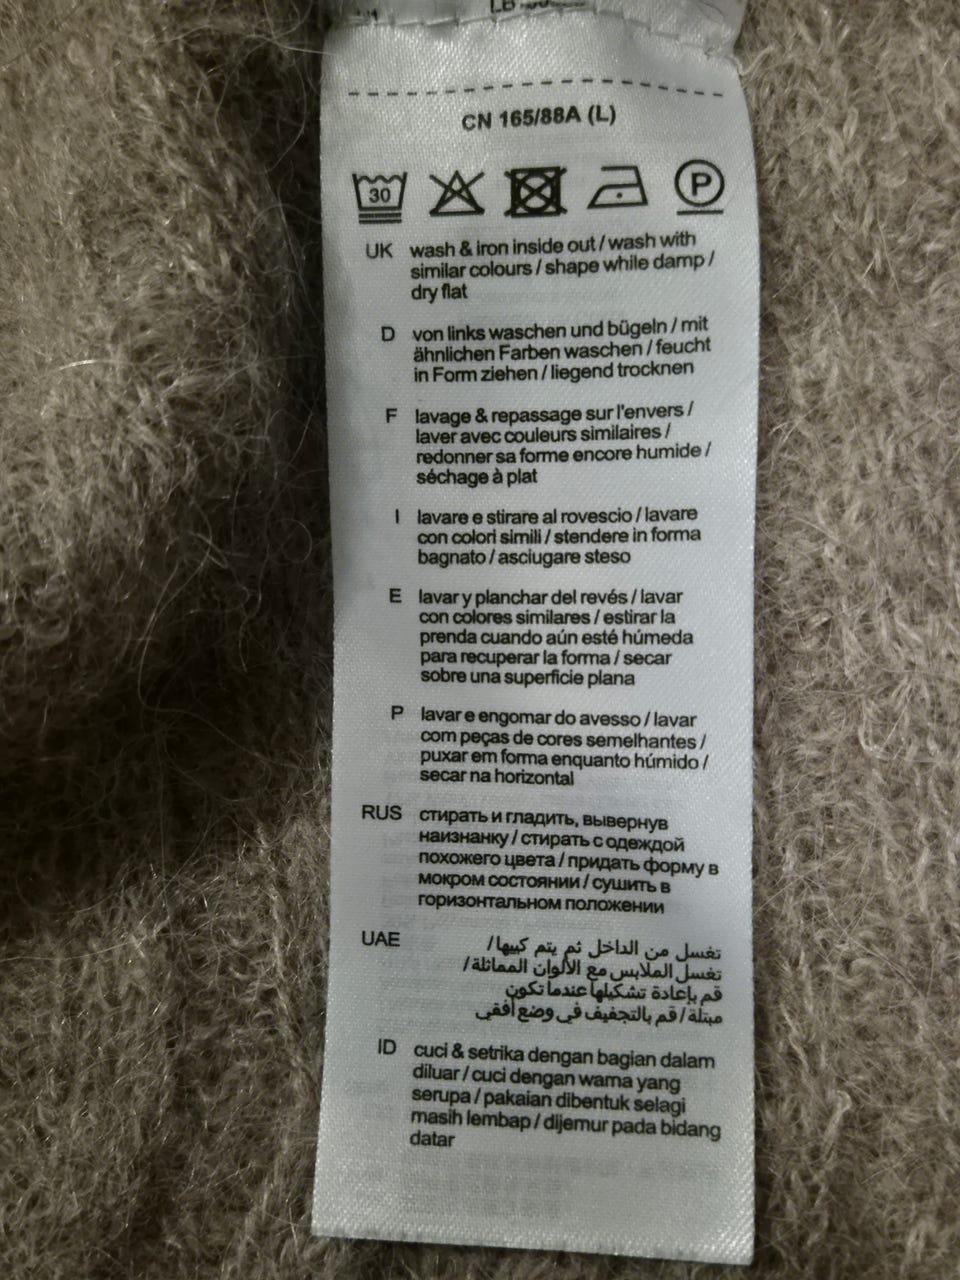 CN 165/88A (L)
30
P
UK wash & iron inside out / wash with
similar colours / shape while damp /
dry flat
D von links waschen und bügeln / mit
ähnlichen Farben waschen / feucht
in Form ziehen / liegend trocknen
F lavage & repassage sur l'envers /
laver avec couleurs similaires /
redonner sa forme encore humide /
séchage à plat
I lavare e stirare al rovescio / lavare
con colori simili / stendere in forma
bagnato / asciugare steso
E lavar y planchar del revés / lavar
con colores similares / estirar la
prenda cuando aún esté húmeda
para recuperar la forma / secar
sobre una superficie plana
P lavar e engomar do avesso / lavar
com peças de cores semelhantes /
puxar em forma enquanto húmido /
secar na horizontal
RUS стирать и гладить, вывернув
наизнанку / стирать с одеждой
похожего цвета / придать форму в
мокром состоянии / сушить в
горизонтальном положении
UAE تغسل من الداخل ثم يتم كييها/
تغسل الملابس مع الألوان المماثلة/
قم بإعادة تشكيلها عندما تكون
مبتلة/قم بالتجفيف في وضع أفقي
ID cuci & setrika dengan bagian dalam
diluar / cuci dengan warna yang
serupa / pakaian dibentuk selagi
masih lembap / dijemur pada bidang
datar